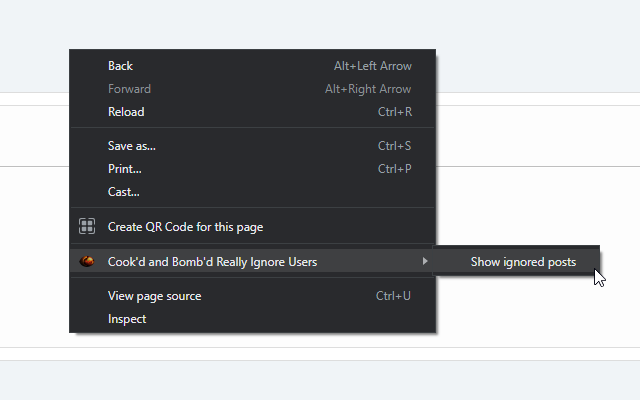 Back Alt+Left Arrow
Forward Alt+Right Arrow
Reload Ctrl+R
Save as... Ctrl+S
Print... Ctrl+P
Cast...
Create QR Code for this page
Cook'd and Bomb'd Really Ignore Users Show ignored posts
View page source Ctrl+U
Inspect